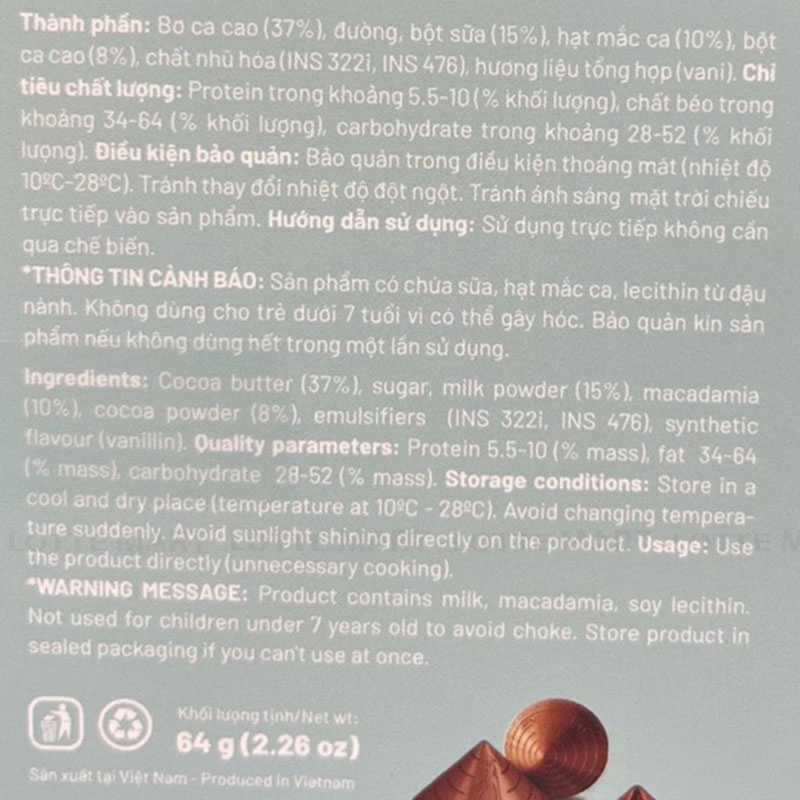 Thành phần: Bơ ca cao (37%), đường, bột sữa (15%), hạt mắc ca (10%), bột
ca cao (8%), chất nhũ hóa (INS 322i, INS 476), hương liệu tổng hợp (vani). Chỉ
tiêu chất lượng: Protein trong khoảng 5.5-10 (% khối lượng), chất béo trong
khoảng 34-64 (% khối lượng), carbohydrate trong khoảng 28-52 (% khối
lượng). Điều kiện bảo quản: Bảo quản trong điều kiện thoáng mát (nhiệt độ
10ºC-28ºC). Tránh thay đổi nhiệt độ đột ngột. Tránh ánh sáng mặt trời chiếu
trực tiếp vào sản phẩm. Hướng dẫn sử dụng: Sử dụng trực tiếp không cần
qua chế biến.
*THÔNG TIN CẢNH BÁO: Sản phẩm có chứa sữa, hạt mắc ca, lecithin từ đậu
nành. Không dùng cho trẻ dưới 7 tuổi vì có thể gây hóc. Bảo quản kín sản
phẩm nếu không dùng hết trong một lần sử dụng.
Ingredients: Cocoa butter (37%), sugar, milk powder (15%), macadamia
(10%), cocoa powder (8%), emulsifiers (INS 322i, INS 476), synthetic
flavour (vanillin). Quality parameters: Protein 5.5-10 (% mass), fat 34-64
(% mass), carbohydrate 28-52 (% mass). Storage conditions: Store in a
cool and dry place (temperature at 10ºC - 28ºC). Avoid changing tempera-
ture suddenly. Avoid sunlight shining directly on the product. Usage: Use
LOTTE MART LOTTE MART
the product directly (unnecessary cooking).
*WARNING MESSAGE: Product contains milk, macadamia, soy lecithin.
Not used for children under 7 years old to avoid choke. Store product in
sealed packaging if you can't use at once.
Khối lượng tịnh/Net wt:
64 g (2.26 oz)
Sản xuất tại Việt Nam - Produced in Vietnam